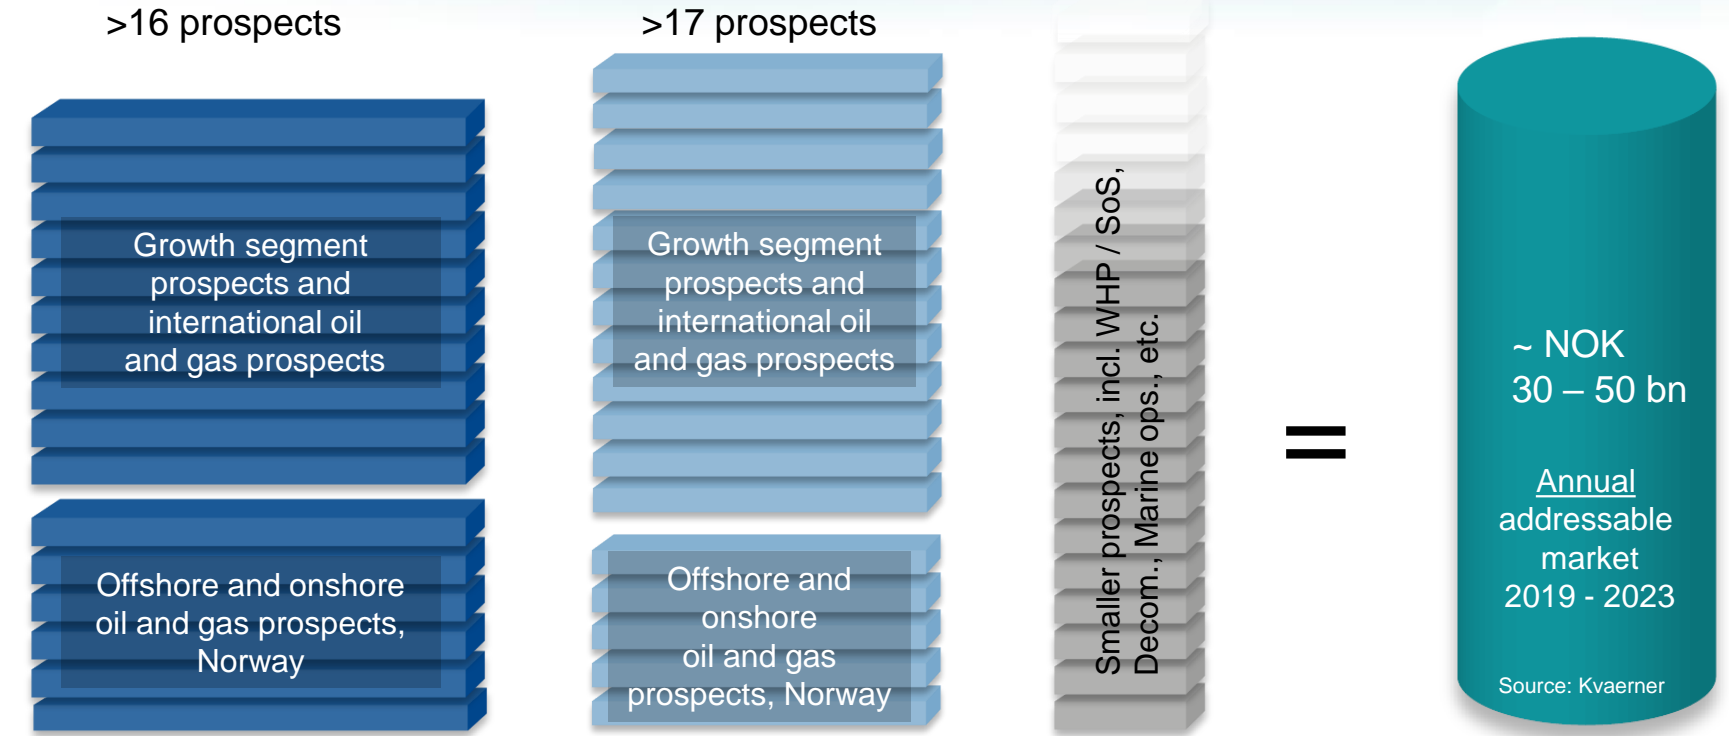 >16 prospects
>17 prospects
Growth segment
prospects and
international oil
and gas prospects
Offshore and onshore
oil and gas prospects,
Norway
Growth segment
prospects and
international oil
and gas prospects
Offshore and
onshore
oil and gas
prospects, Norway
Smaller prospects, incl. WHP / SoS,
Decom., Marine ops., etc.
=
~ NOK
30 – 50 bn
Annual
addressable
market
2019 - 2023
Source: Kvaerner